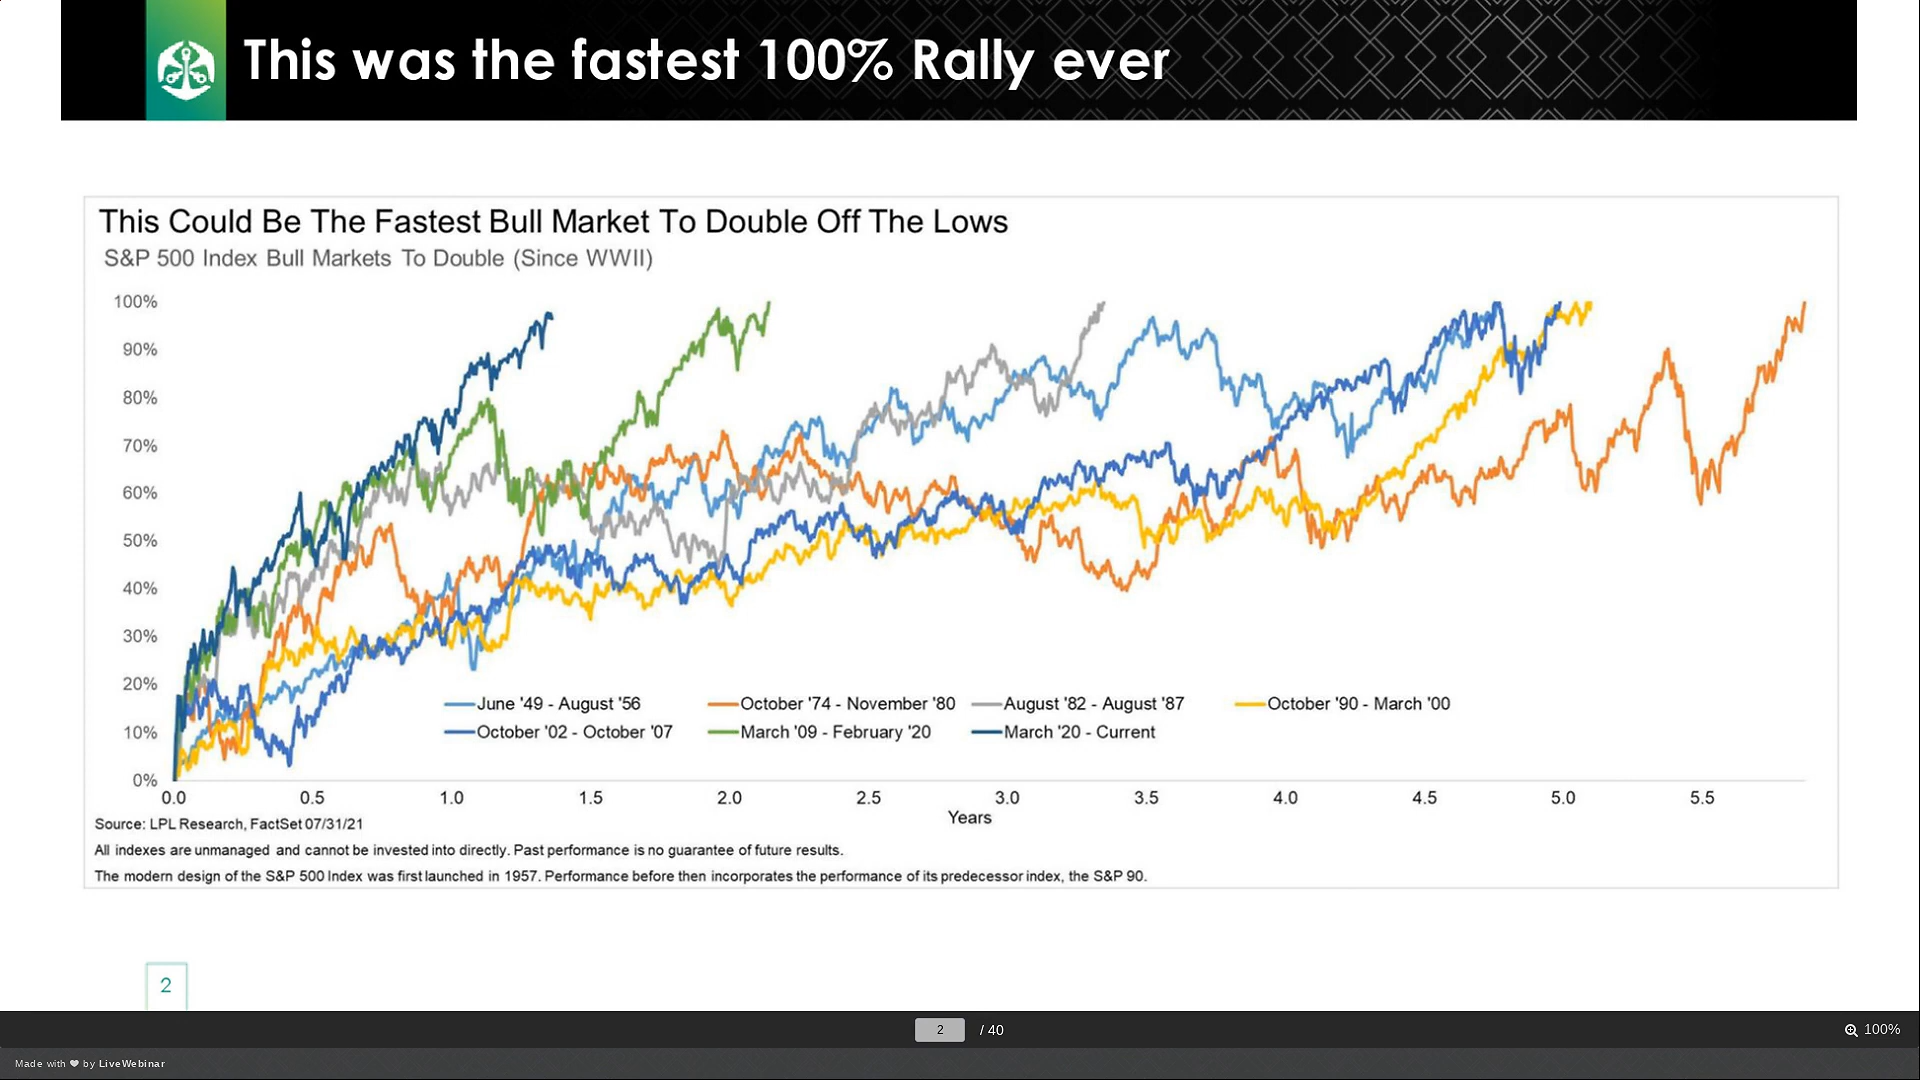 This was the fastest 100% Rally ever
This Could Be The Fastest Bull Market To Double Off The Lows
S&P 500 Index Bull Markets To Double (Since WWII)
100%
90%
80%
70%
60%
50%
40%
30%
20%
10%
0%
June '49 - August '56 October '74 - November '80 August '82 - August '87 October '90 - March '00
October '02 - October '07 March '09 - February '20 March '20 - Current
0.0 0.5 1.0 1.5 2.0 2.5 3.0 3.5 4.0 4.5 5.0 5.5
Years
Source: LPL Research, FactSet 07/31/21
All indexes are unmanaged and cannot be invested into directly. Past performance is no guarantee of future results.
The modern design of the S&P 500 Index was first launched in 1957. Performance before then incorporates the performance of its predecessor index, the S&P 90.
2
2 / 40 100%
Made with ❤ by LiveWebinar